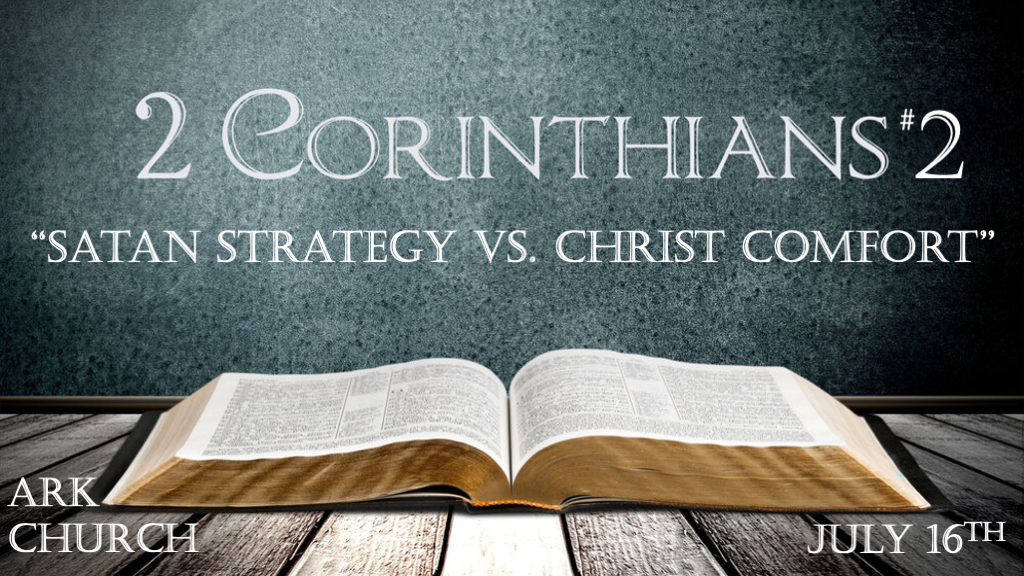 2 Corinthians #2
“Satan Strategy vs. Christ Comfort”
Ark
Church
July 16th